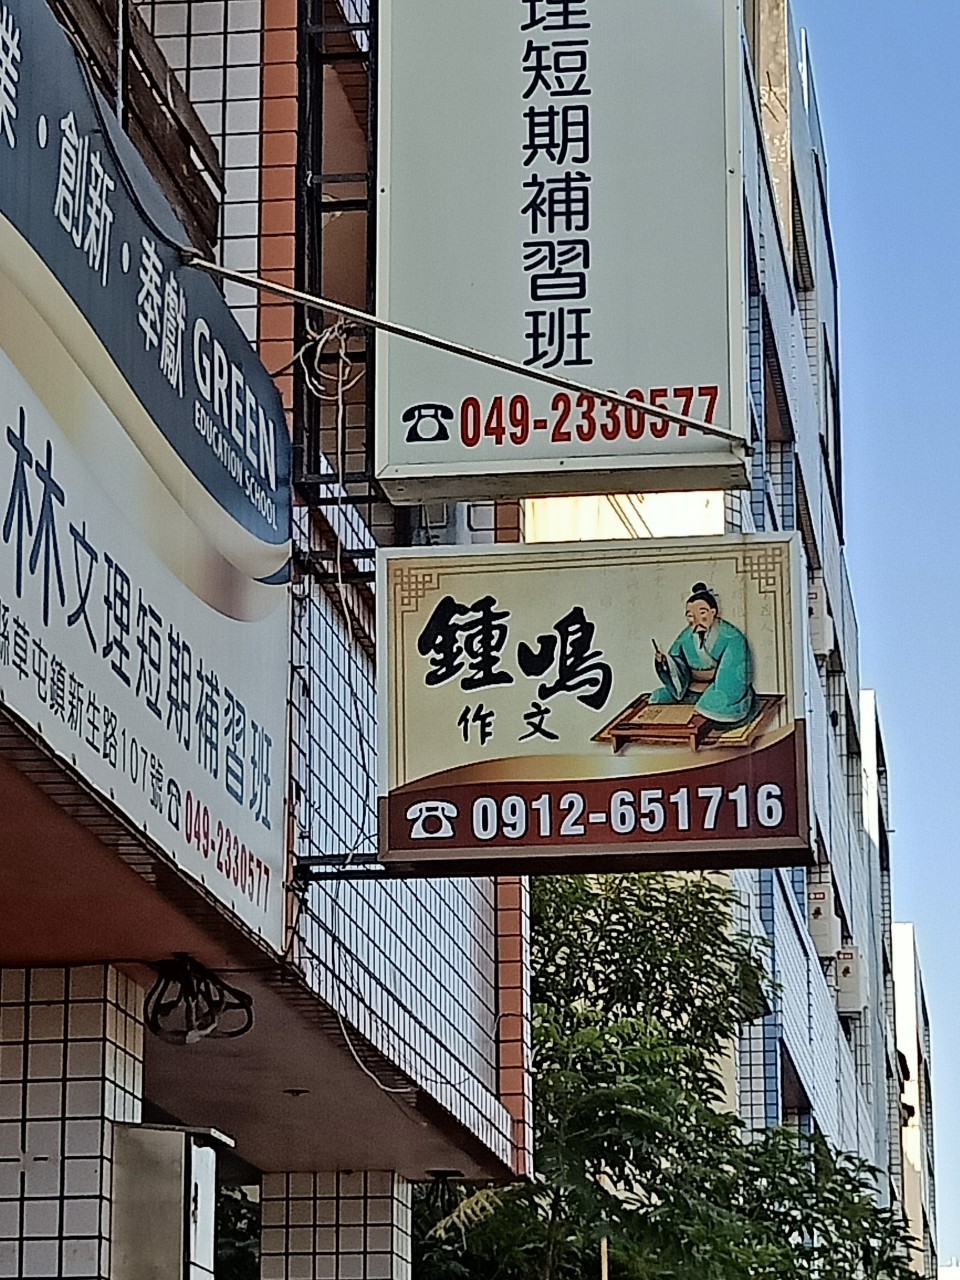 業・創新・奉獻
GREEN
EDUCATION SCHOOL
林文理短期補習班
縣草屯鎮新生路107號☎049-2330577
理短期補習班
☎049-2330577
鍾鳴
作文
☎0912-651716